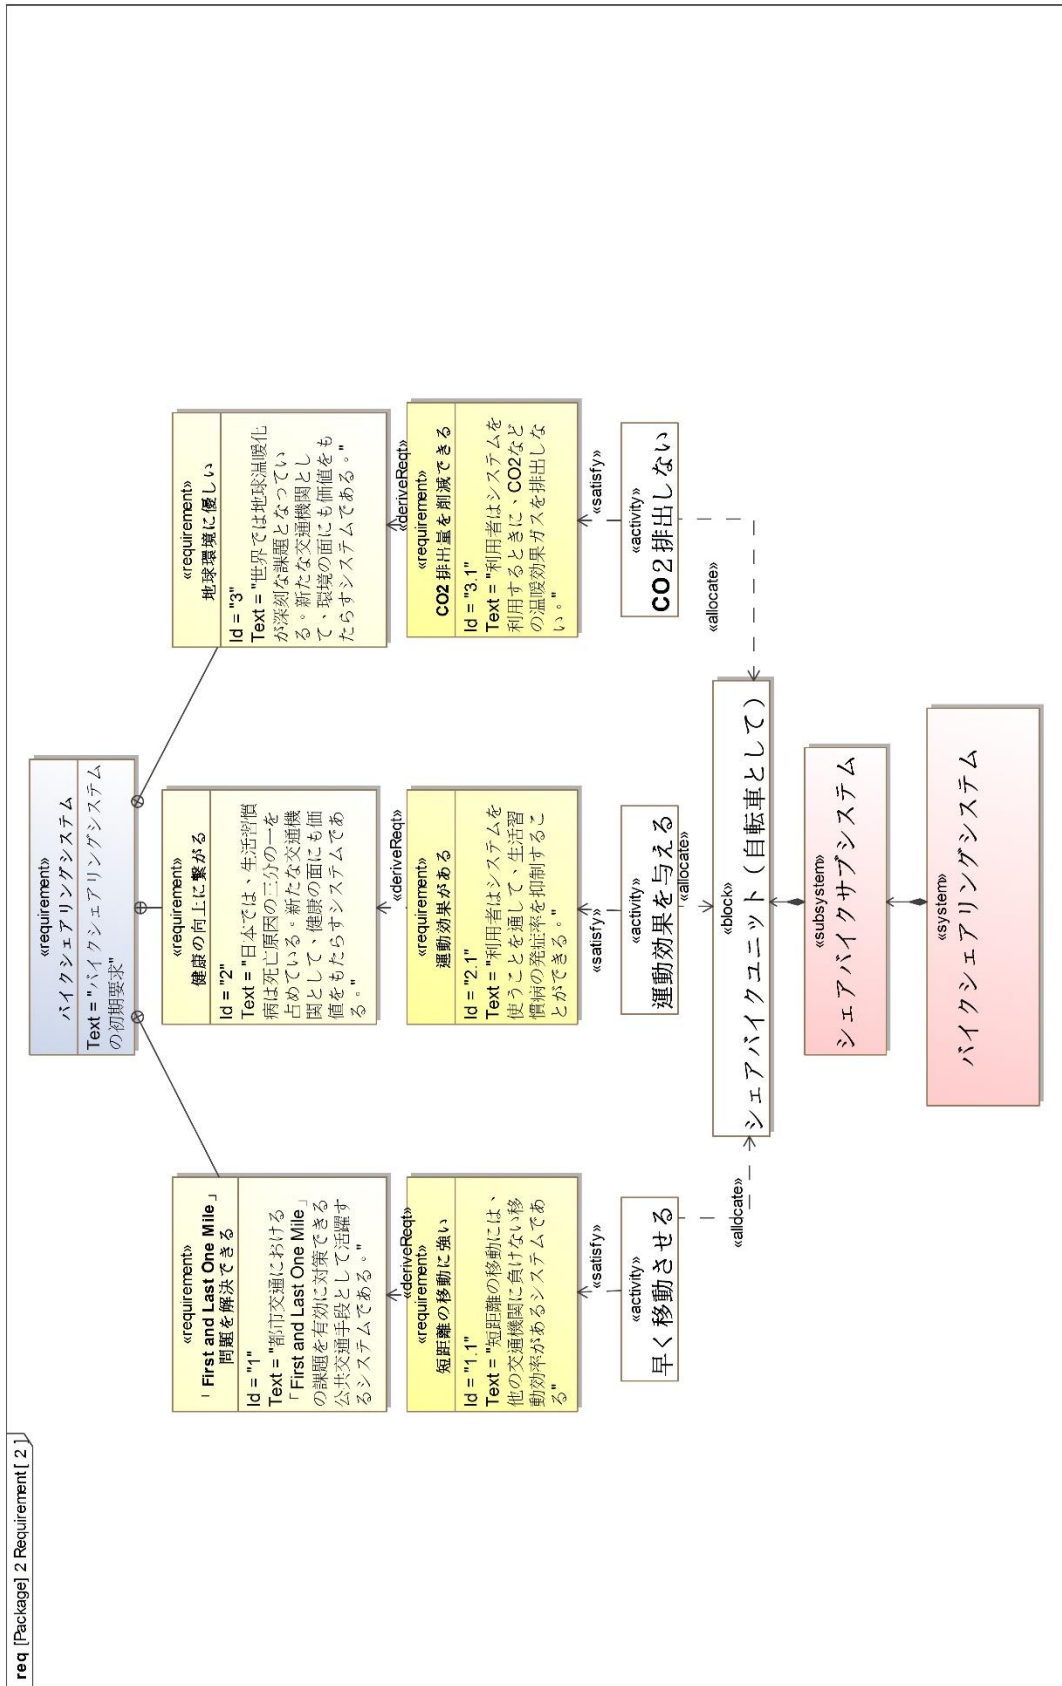 req [Package] 2 Requirement [ 2 ]
«requirement»
バイクシェアリングシステム
Text = "バイクシェアリングシステム
の初期要求"
«requirement»
「First and Last One Mile」
問題を解決できる
Id = "1"
Text = "都市交通における
「First and Last One Mile」
の課題を有効に対策できる
公共交通手段として活躍す
るシステムである。"
«requirement»
健康の向上に繋がる
Id = "2"
Text = "日本では、生活習慣
病は死亡原因の三分の一を
占めている。新たな交通機
関として、健康の面にも価
値をもたらすシステムであ
る。"
«requirement»
地球環境に優しい
Id = "3"
Text = "世界では地球温暖化
が深刻な課題となってい
る。新たな交通機関とし
て、環境の面にも価値をも
たらすシステムである。"
«deriveReqt»
«deriveReqt»
«deriveReqt»
«requirement»
短距離の移動に強い
Id = "1.1"
Text = "短距離の移動には、
他の交通機関に負けない移
動効率があるシステムであ
る"
«requirement»
運動効果がある
Id = "2.1"
Text = "利用者はシステムを
使うことを通して、生活習
慣病の発症率を抑制するこ
とができる。"
«requirement»
CO2 排出量を削減できる
Id = "3.1"
Text = "利用者はシステムを
利用するときに、CO2など
の温暖効果ガスを排出しな
い。"
«satisfy»
«satisfy»
«satisfy»
«activity»
早く移動させる
«activity»
運動効果を与える
«activity»
CO２排出しない
«allocate»
«allocate»
«allocate»
«block»
シェアバイクユニット（自転車として）
«subsystem»
シェアバイクサブシステム
«system»
バイクシェアリングシステム